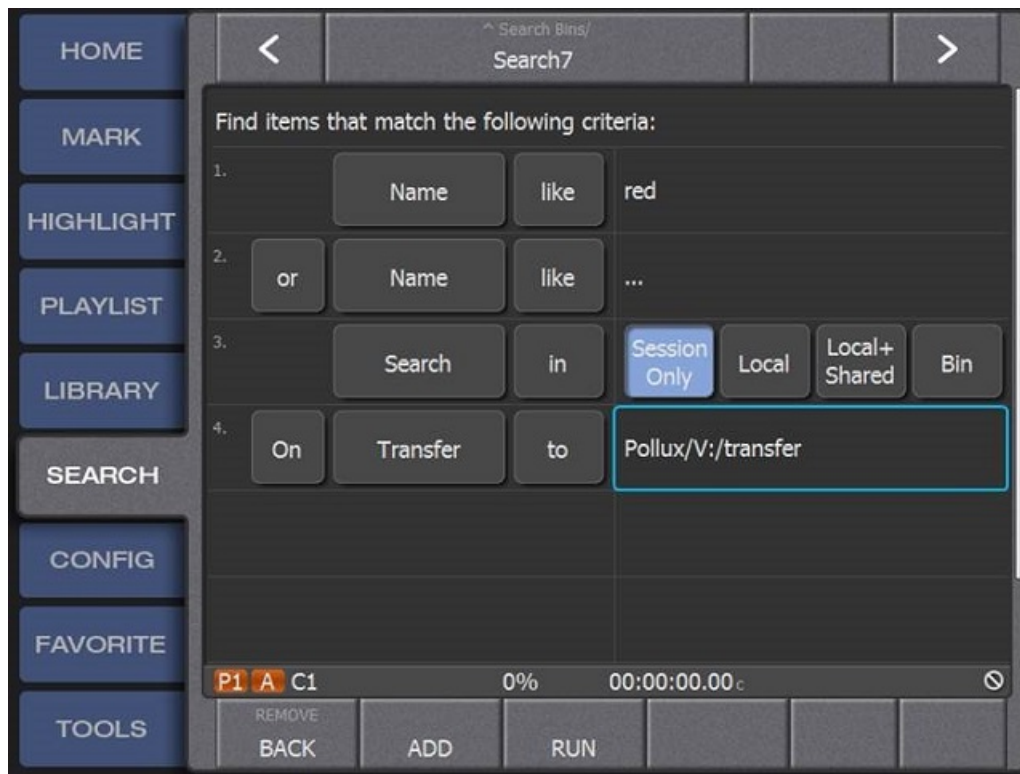 HOME
MARK
HIGHLIGHT
PLAYLIST
LIBRARY
SEARCH
CONFIG
FAVORITE
TOOLS
<
^ Search Bins/
Search7
>
Find items that match the following criteria:
1. Name like red
2. or Name like ...
3. Search in Session Only Local Local+ Shared Bin
4. On Transfer to Pollux/V:/transfer
P1 A C1 0% 00:00:00.00 c
REMOVE
BACK ADD RUN